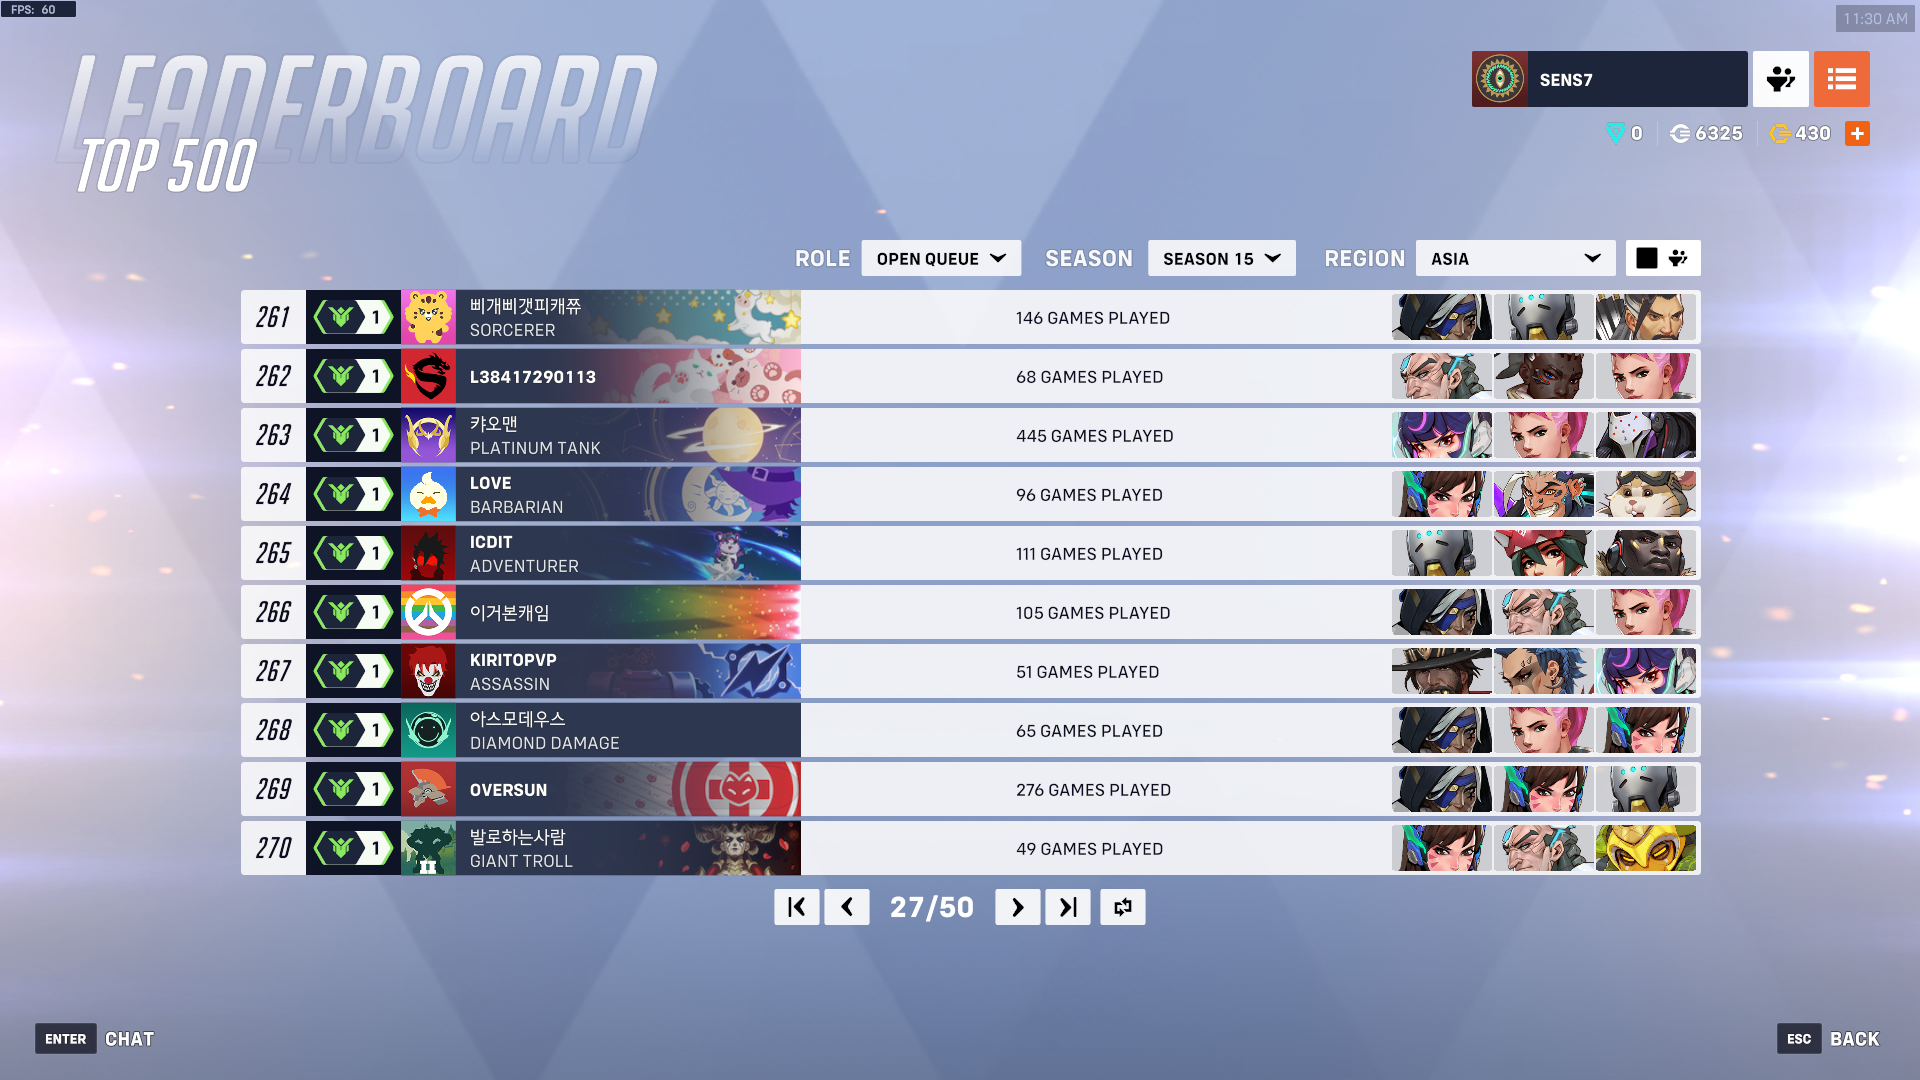 FPS: 60
11:30 AM
LEADERBOARD
TOP 500
SENS7
0
6325
430
ROLE
OPEN QUEUE
SEASON
SEASON 15
REGION
ASIA
261
1
삐개삐갯피캐쮸
SORCERER
146 GAMES PLAYED
262
1
L38417290113
68 GAMES PLAYED
263
1
캬오맨
PLATINUM TANK
445 GAMES PLAYED
264
1
LOVE
BARBARIAN
96 GAMES PLAYED
265
1
ICDIT
ADVENTURER
111 GAMES PLAYED
266
1
이거본캐임
105 GAMES PLAYED
267
1
KIRITOPVP
ASSASSIN
51 GAMES PLAYED
268
1
아스모데우스
DIAMOND DAMAGE
65 GAMES PLAYED
269
1
OVERSUN
276 GAMES PLAYED
270
1
발로하는사람
GIANT TROLL
49 GAMES PLAYED
27/50
ENTER CHAT
ESC BACK